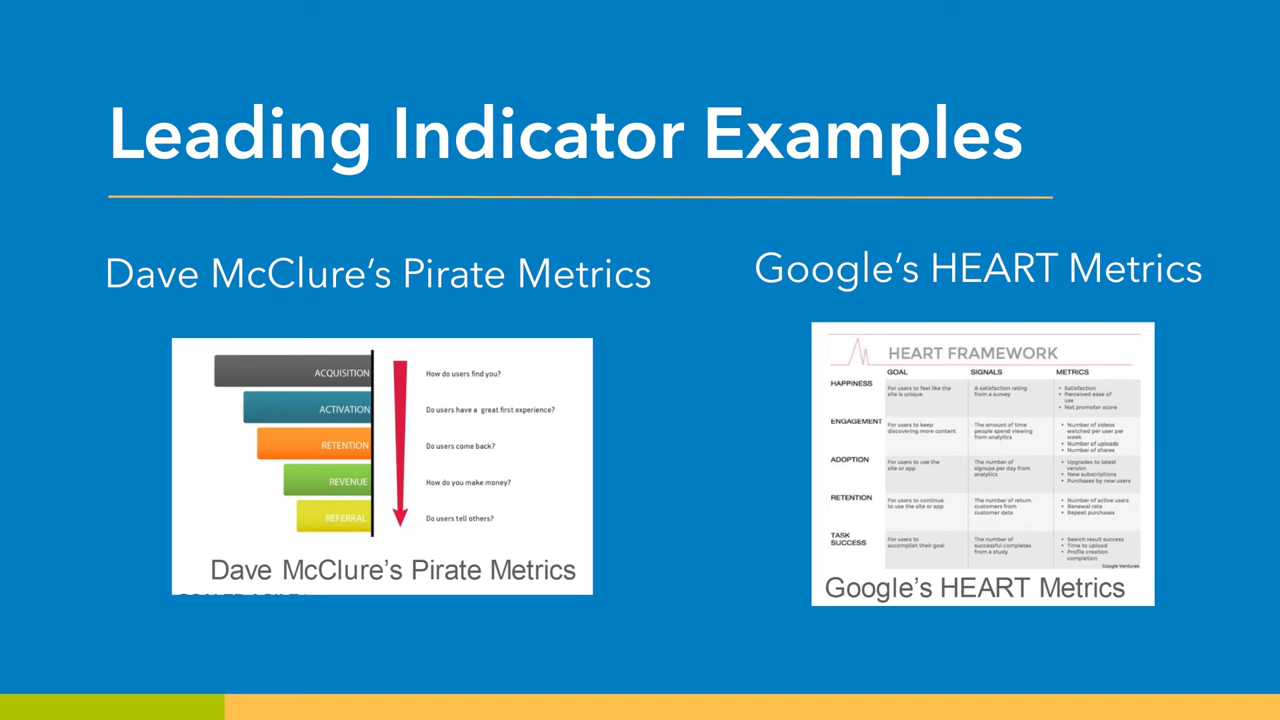 Leading Indicator Examples
Dave McClure's Pirate Metrics
ACQUISITION How do users find you?
ACTIVATION Do users have a great first experience?
RETENTION Do users come back?
REVENUE How do you make money?
REFERRAL Do users tell others?
Dave McClure's Pirate Metrics
Google's HEART Metrics
HEART FRAMEWORK
GOAL SIGNALS METRICS
HAPPINESS
For users to feel like the
site is unique
A satisfaction rating
from a survey
• Satisfaction
• Perceived ease of
use
• Net promoter score
ENGAGEMENT
For users to keep
discovering more content
The amount of time
people spend viewing
from analytics
• Number of videos
watched per user per
week
• Number of uploads
• Number of shares
ADOPTION
For users to use the
site or app
The number of
signups per day from
analytics
• Upgrades to latest
version
• New subscriptions
• Purchases by new users
RETENTION
For users to continue
to use the site or app
The number of return
customers from
customer data
• Number of active users
• Renewal rate
• Repeat purchases
TASK
SUCCESS
For users to
accomplish their goal
The number of
successful completes
from a study
• Search result success
• Time to upload
• Profile creation
completion
Google Ventures
Google's HEART Metrics